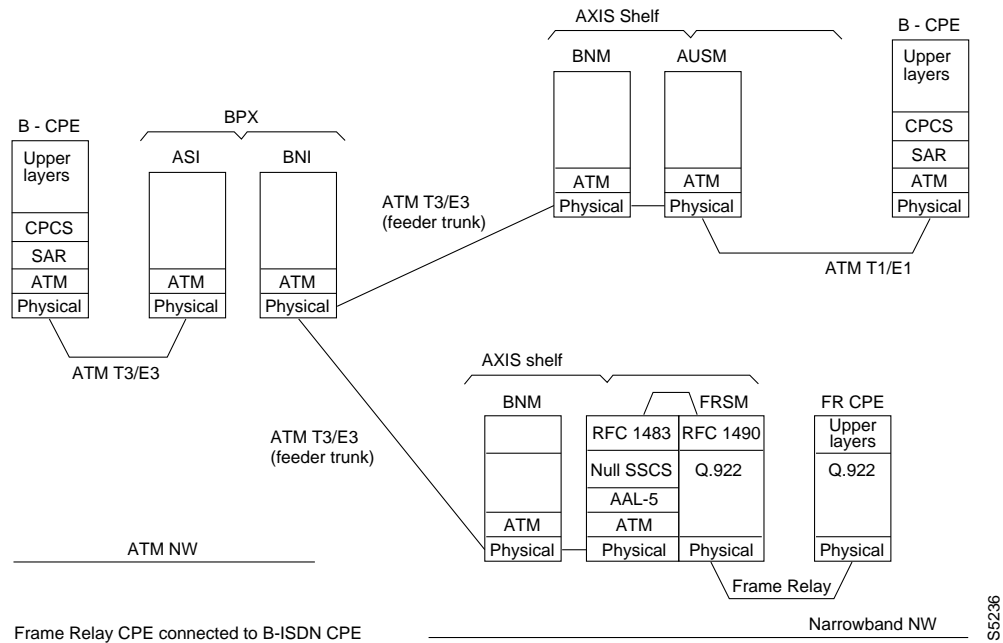 AXIS Shelf
BNM
AUSM
B - CPE
Upper
layers
CPCS
SAR
ATM
Physical
ATM
Physical
ATM
Physical
ATM T1/E1
BPX
B - CPE
ASI
BNI
Upper
layers
CPCS
SAR
ATM
Physical
ATM
Physical
ATM
Physical
ATM T3/E3
ATM T3/E3
(feeder trunk)
AXIS shelf
BNM
FRSM
FR CPE
ATM T3/E3
(feeder trunk)
RFC 1483
RFC 1490
Upper
layers
Null SSCS
Q.922
Q.922
AAL-5
ATM
ATM
Physical
Physical
Physical
Physical
Frame Relay
ATM NW
Narrowband NW
Frame Relay CPE connected to B-ISDN CPE
S5236